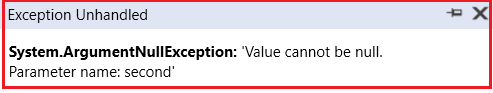 Exception Unhandled
System.ArgumentNullException: 'Value cannot be null.
Parameter name: second'